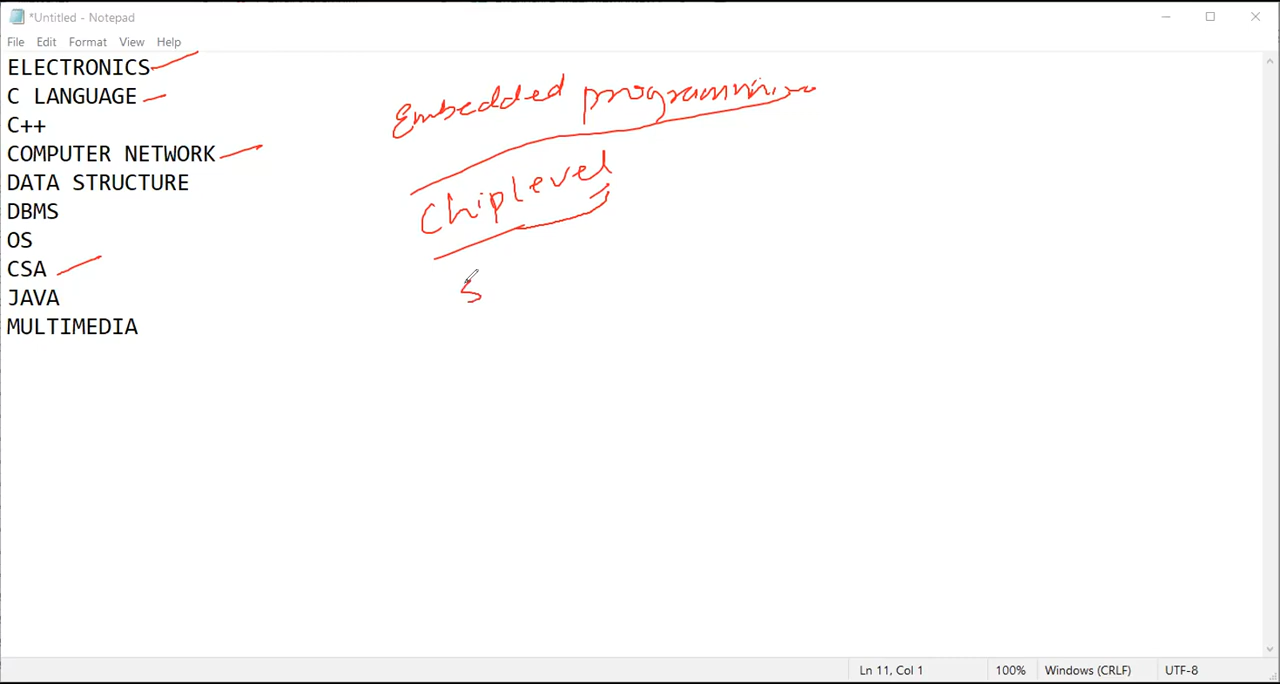 *Untitled - Notepad
File Edit Format View Help
ELECTRONICS
C LANGUAGE
C++
COMPUTER NETWORK
DATA STRUCTURE
DBMS
OS
CSA
JAVA
MULTIMEDIA
Embedded programming
Chiplevel
S
Ln 11, Col 1 100% Windows (CRLF) UTF-8